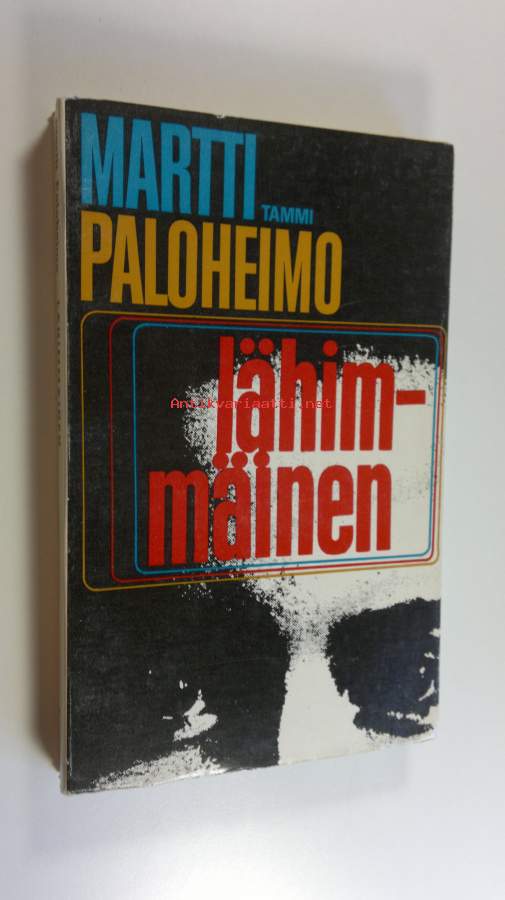 MARTTI
TAMMI
PALOHEIMO
lähim-
Antikvariaatti.net
mäinen